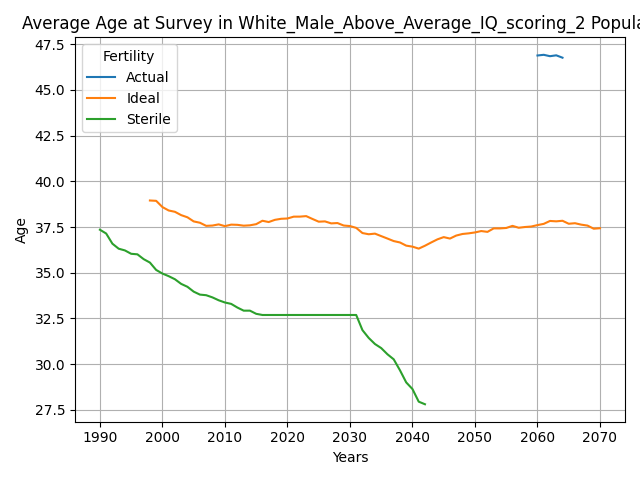 Average Age at Survey in White_Male_Above_Average_IQ_scoring_2 Popula
47.5
45.0
42.5
40.0
37.5
35.0
32.5
30.0
27.5
Age
Fertility
Actual
Ideal
Sterile
1990 2000 2010 2020 2030 2040 2050 2060 2070
Years